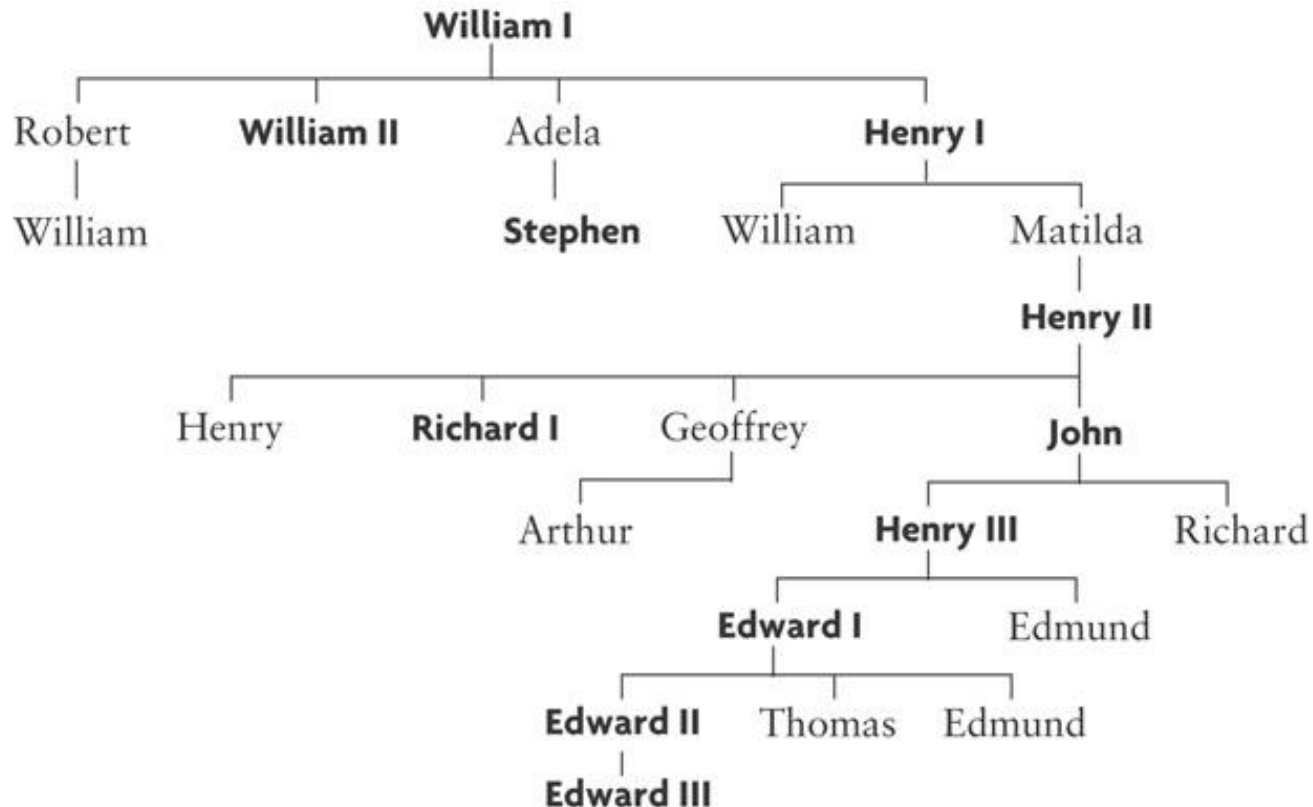 William I
Robert William II Adela Henry I
William Stephen William Matilda
Henry II
Henry Richard I Geoffrey John
Arthur Henry III Richard
Edward I Edmund
Edward II Thomas Edmund
Edward III